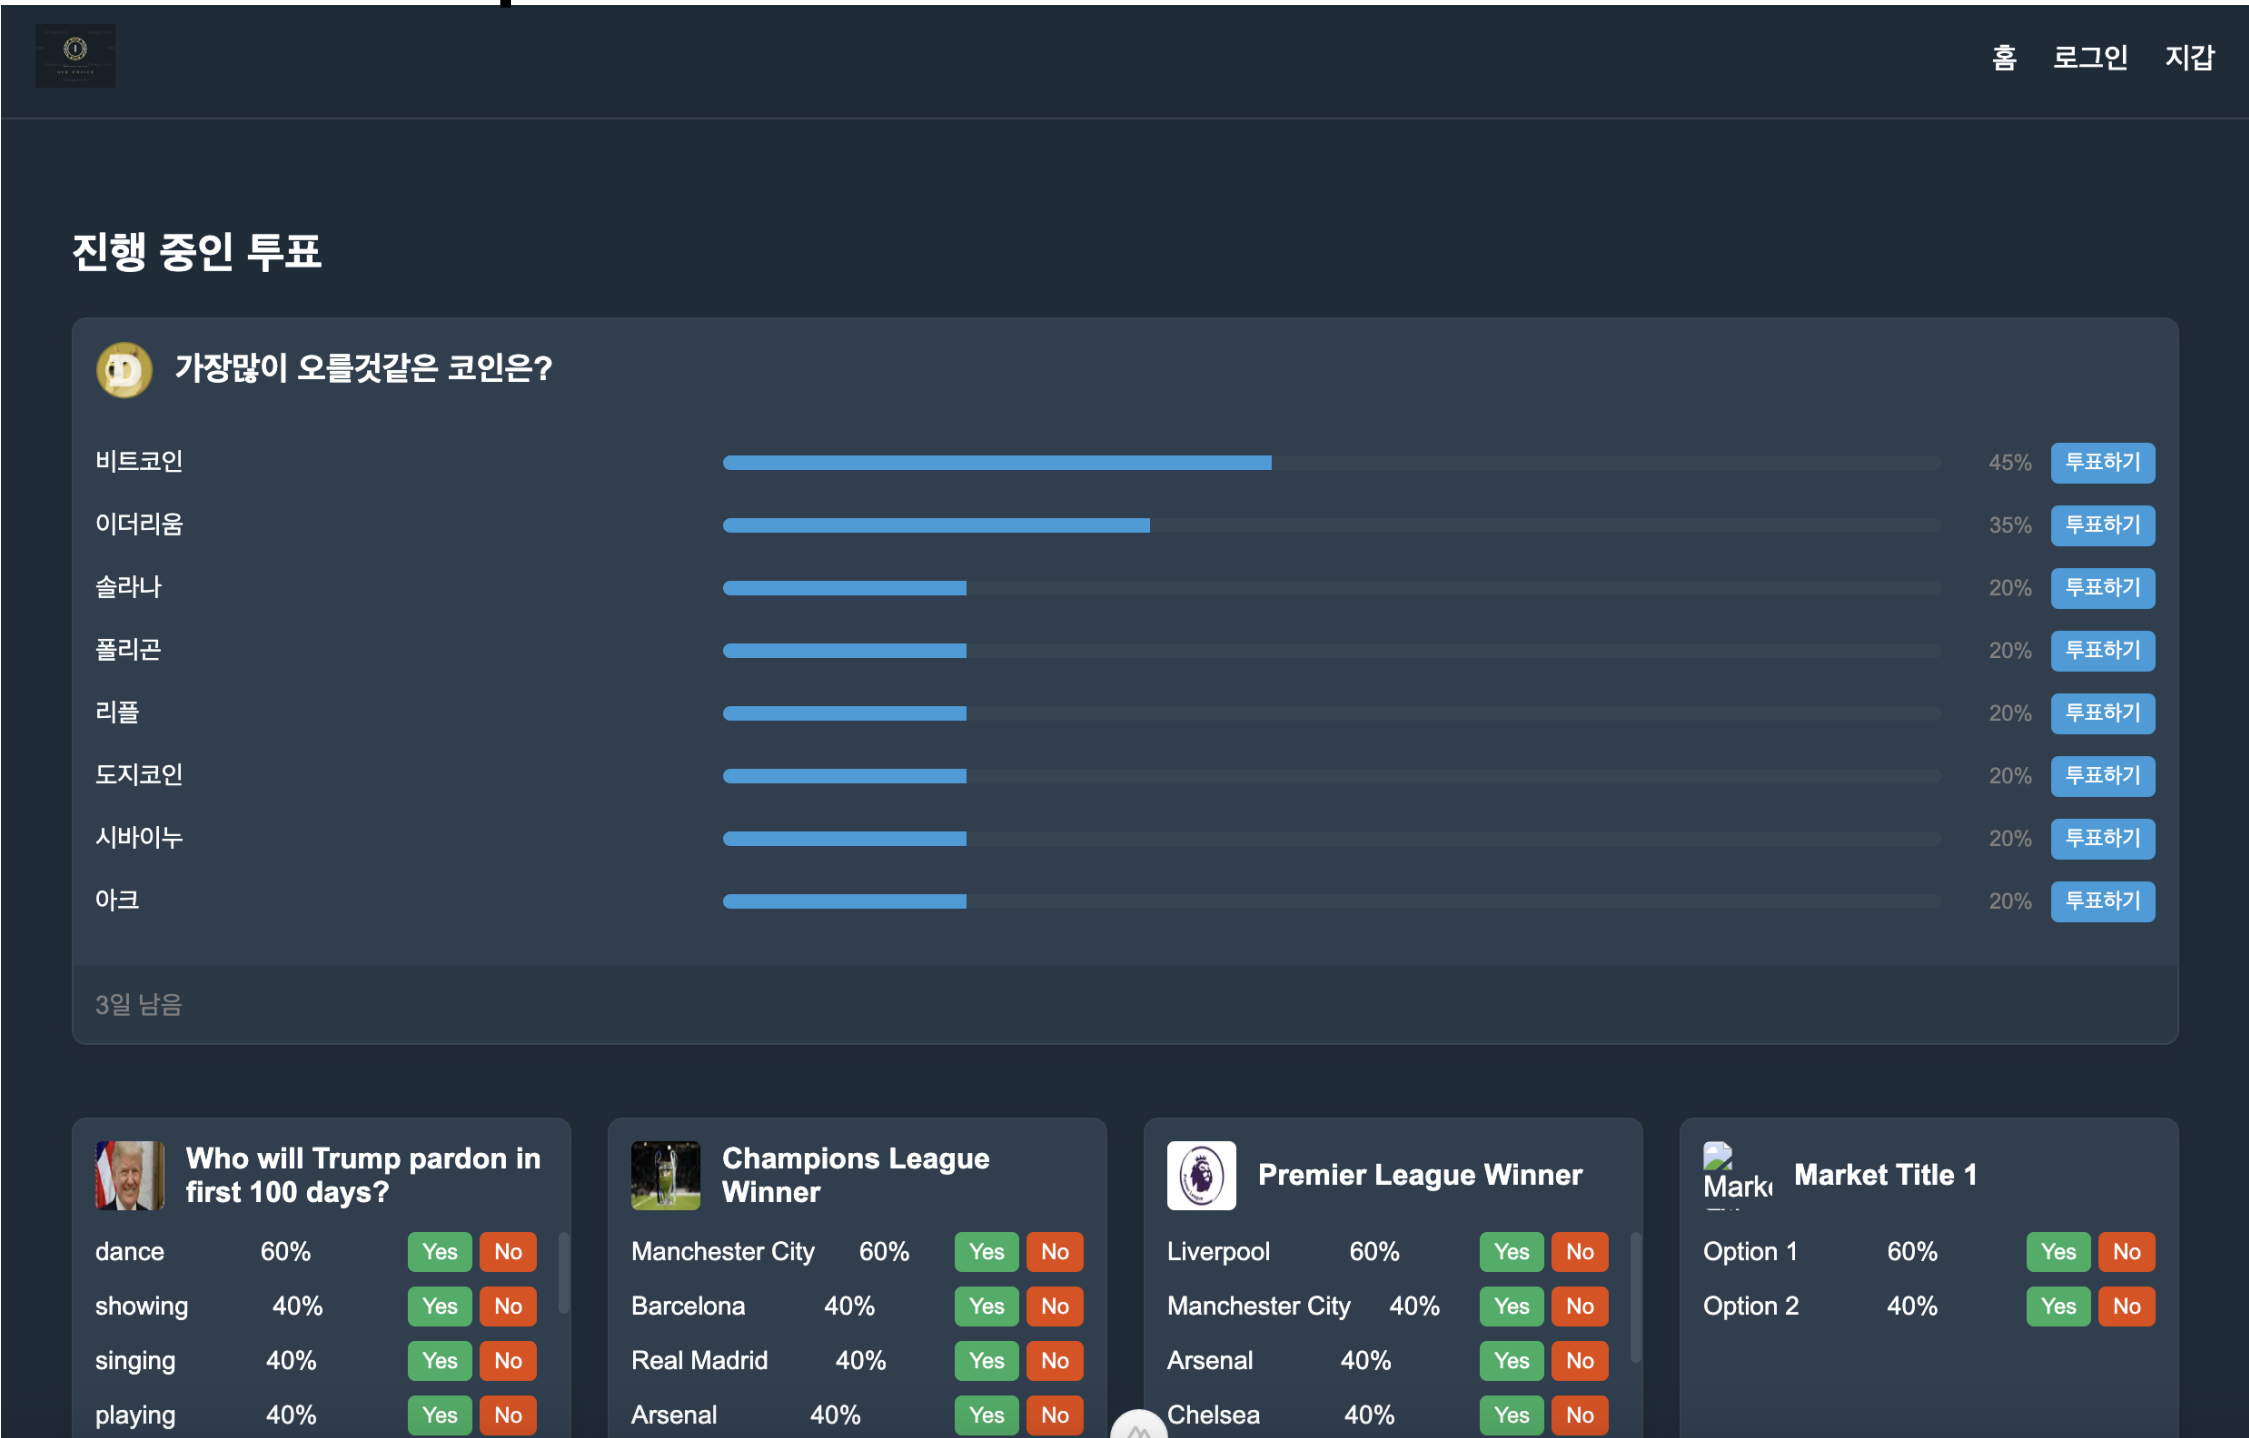 홈 로그인 지갑
진행 중인 투표
가장많이 오를것같은 코인은?
비트코인 45% 투표하기
이더리움 35% 투표하기
솔라나 20% 투표하기
폴리곤 20% 투표하기
리플 20% 투표하기
도지코인 20% 투표하기
시바이누 20% 투표하기
아크 20% 투표하기
3일 남음
Who will Trump pardon in
first 100 days?
dance 60% Yes No
showing 40% Yes No
singing 40% Yes No
playing 40% Yes No
Champions League
Winner
Manchester City 60% Yes No
Barcelona 40% Yes No
Real Madrid 40% Yes No
Arsenal 40% Yes No
Premier League Winner
Liverpool 60% Yes No
Manchester City 40% Yes No
Arsenal 40% Yes No
Chelsea 40% Yes No
Market Title 1
Option 1 60% Yes No
Option 2 40% Yes No